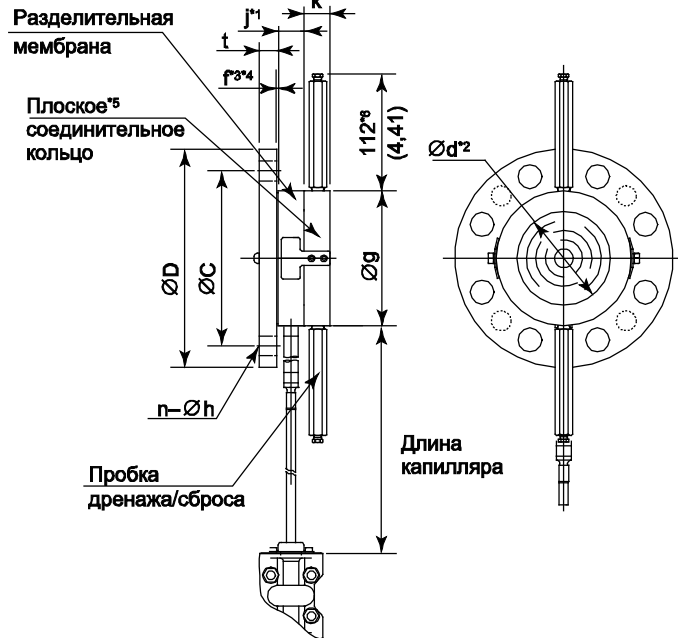 k
Разделительная
мембрана
j*1
t
f*3*4
Плоское*5
соединительное
кольцо
112*6
(4,41)
Ød*2
ØD
ØC
Øg
n–Øh
Длина
капилляра
Пробка
дренажа/сброса